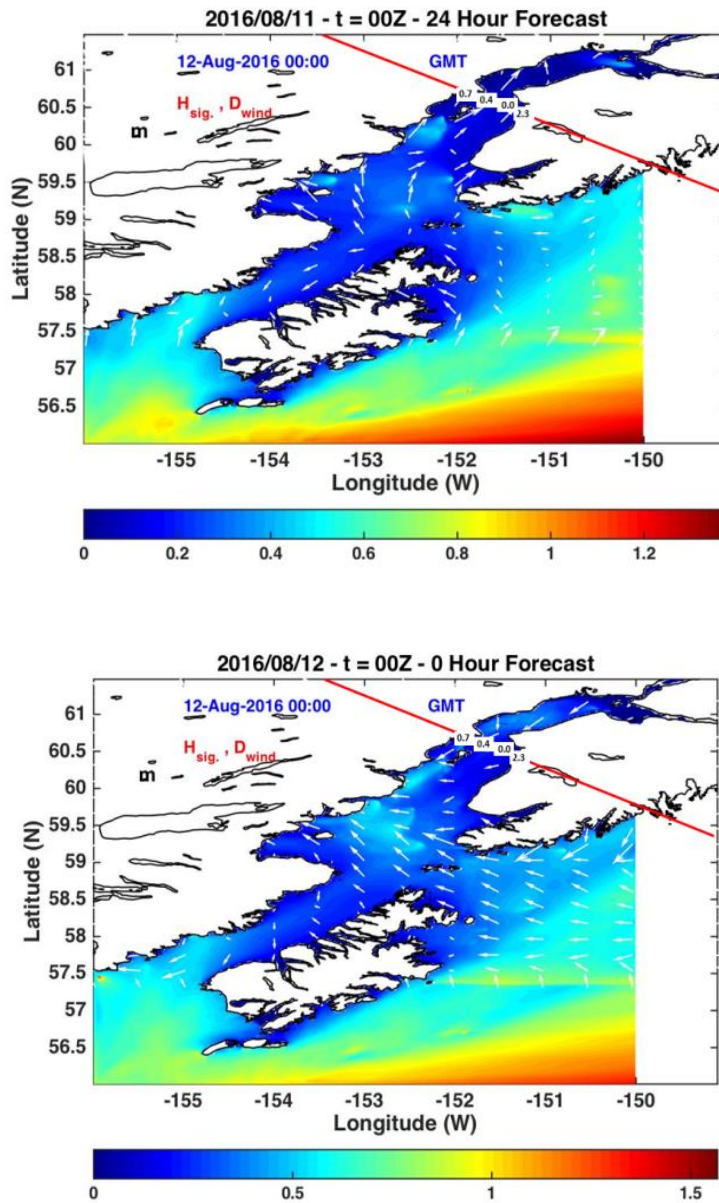 2016/08/11 - t = 00Z - 24 Hour Forecast
12-Aug-2016 00:00 GMT
H sig. , D wind
m
0.7 0.4 0.0 2.3
61
60.5
60
59.5
59
58.5
58
57.5
57
56.5
Latitude (N)
-155 -154 -153 -152 -151 -150 -149
Longitude (W)
0 0.2 0.4 0.6 0.8 1 1.2
2016/08/12 - t = 00Z - 0 Hour Forecast
12-Aug-2016 00:00 GMT
H sig. , D wind
m
0.7 0.4 0.0 2.3
61
60.5
60
59.5
59
58.5
58
57.5
57
56.5
Latitude (N)
-155 -154 -153 -152 -151 -150
Longitude (W)
0 0.5 1 1.5